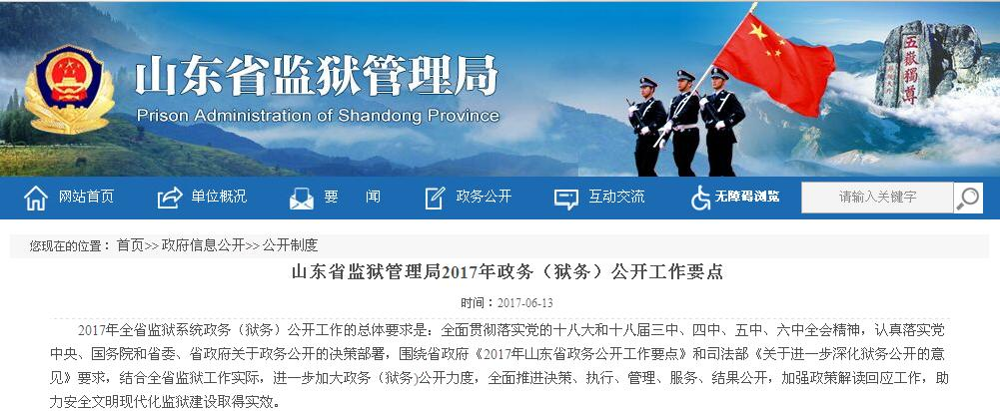 山东省监狱管理局
Prison Administration of Shandong Province
五嶽獨尊
网站首页 单位概况 要 闻 政务公开 互动交流 无障碍浏览 请输入关键字
您现在的位置： 首页>> 政府信息公开>> 公开制度
山东省监狱管理局2017年政务（狱务）公开工作要点
时间：2017-06-13
2017年全省监狱系统政务（狱务）公开工作的总体要求是：全面贯彻落实党的十八大和十八届三中、四中、五中、六中全会精神，认真落实党
中央、国务院和省委、省政府关于政务公开的决策部署，围绕省政府《2017年山东省政务公开工作要点》和司法部《关于进一步深化狱务公开的意
见》要求，结合全省监狱工作实际，进一步加大政务（狱务)公开力度，全面推进决策、执行、管理、服务、结果公开，加强政策解读回应工作，助
力安全文明现代化监狱建设取得实效。